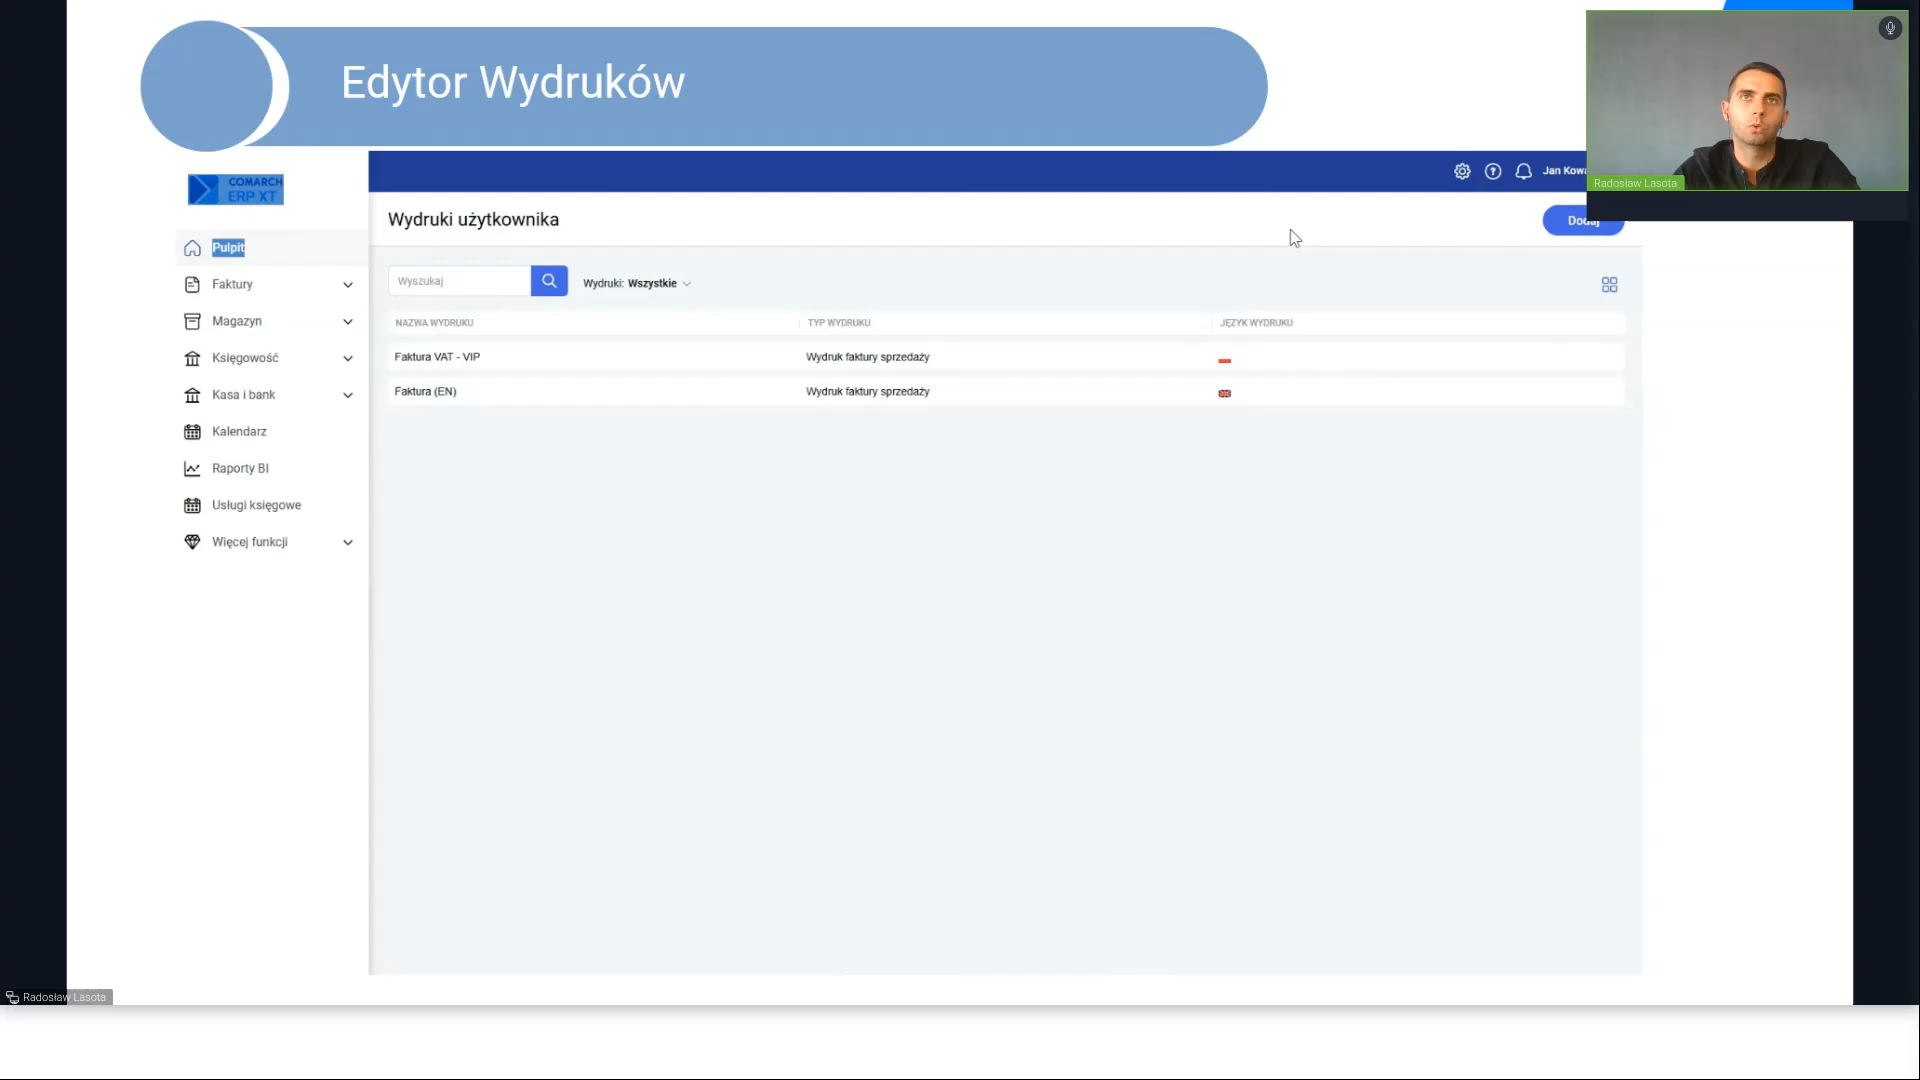 Edytor Wydruków
COMARCH
ERP XT
Jan Kowa
Radosław Lasota
Wydruki użytkownika
Dodaj
Pulpit
Faktury
Magazyn
Księgowość
Kasa i bank
Kalendarz
Raporty BI
Usługi księgowe
Więcej funkcji
Wyszukaj
Wydruki: Wszystkie
NAZWA WYDRUKU TYP WYDRUKU JĘZYK WYDRUKU
Faktura VAT - VIP Wydruk faktury sprzedaży
Faktura (EN) Wydruk faktury sprzedaży
Radosław Lasota